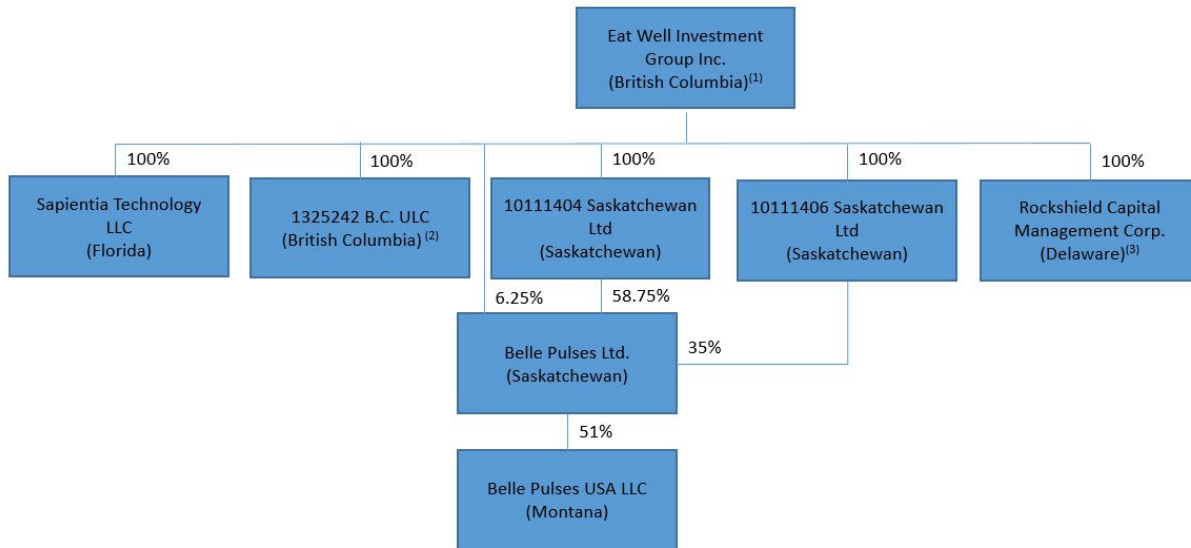 Eat Well Investment
Group Inc.
(British Columbia)(1)
100%
100%
100%
100%
100%
Sapientia Technology
LLC
(Florida)
1325242 B.C. ULC
(British Columbia) (2)
10111404 Saskatchewan
Ltd
(Saskatchewan)
10111406 Saskatchewan
Ltd
(Saskatchewan)
Rockshield Capital
Management Corp.
(Delaware)(3)
6.25%
58.75%
35%
Belle Pulses Ltd.
(Saskatchewan)
51%
Belle Pulses USA LLC
(Montana)